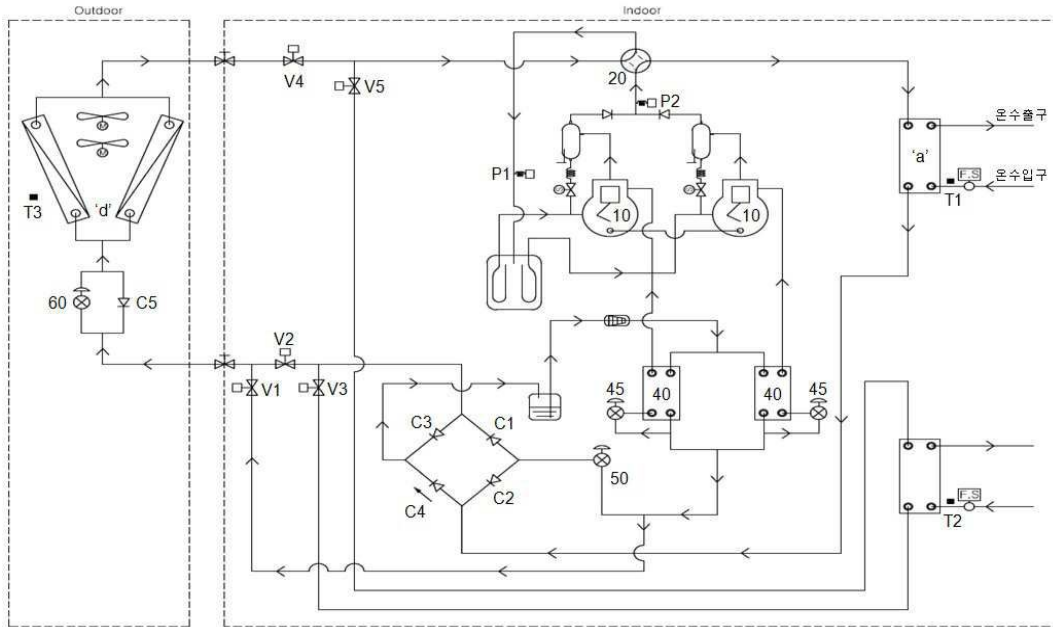 Outdoor
Indoor
V4
V5
20
P2
P1
온수출구
'a'
F.S
온수입구
T1
M
M
T3
'd'
10
10
60
C5
V2
V1
V3
45
40
40
45
C3
C1
50
C4
C2
F.S
T2